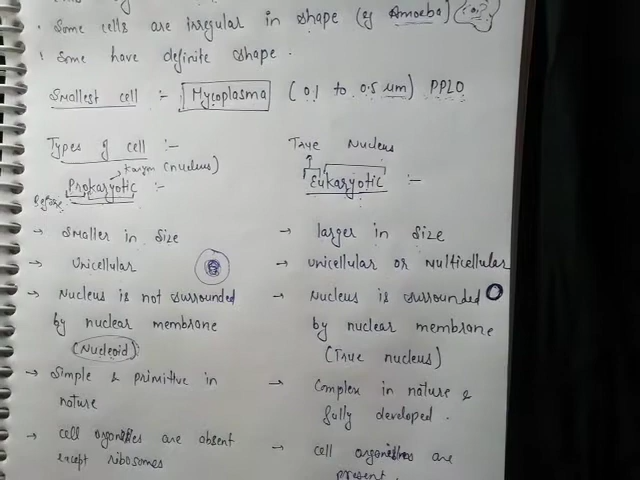 · Some cells are irregular in shape (eg Amoeba)
· Some have definite shape.
Smallest cell :- Mycoplasma (0.1 to 0.5 um) PPLO
Types of cell :-
Karyon (nucleus)
Before Prokaryotic :-
→ Smaller in size
→ Unicellular
→ Nucleus is not surrounded
by nuclear membrane
(Nucleoid)
→ Simple & primitive in
nature
→ cell organelles are absent
except ribosomes
True Nucleus
Eukaryotic :-
→ larger in size
→ Unicellular or Multicellular
→ Nucleus is surrounded
by nuclear membrane
(True nucleus)
→ Complex in nature &
fully developed.
→ cell organelles are
present.